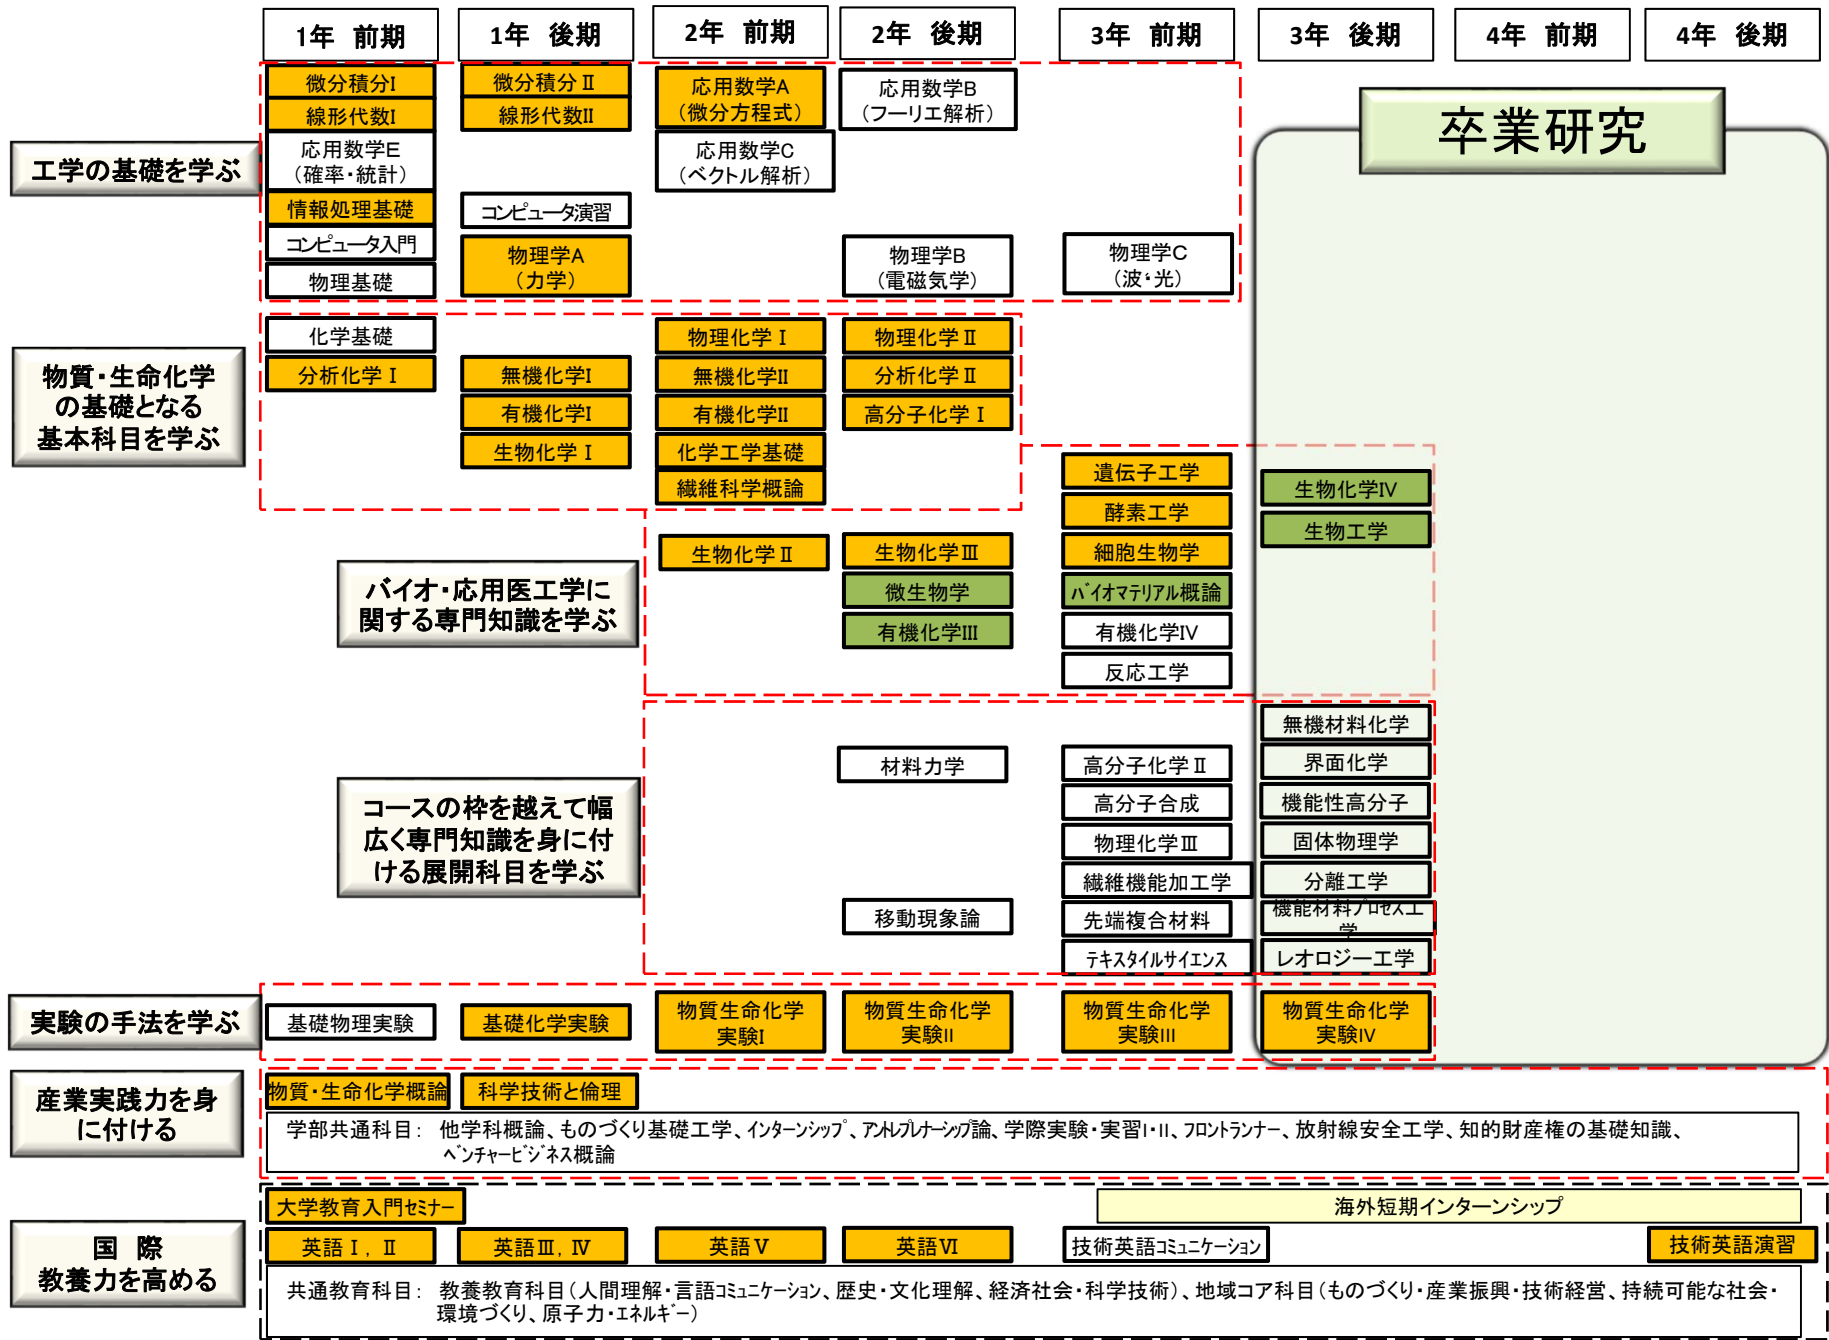 1年 前期
1年 後期
2年 前期
2年 後期
3年 前期
3年 後期
4年 前期
4年 後期
工学の基礎を学ぶ
微分積分I
微分積分Ⅱ
応用数学A
(微分方程式)
応用数学B
(フーリエ解析)
線形代数I
線形代数II
応用数学E
(確率・統計)
応用数学C
(ベクトル解析)
情報処理基礎
コンピュータ演習
コンピュータ入門
物理学A
(力学)
物理学B
(電磁気学)
物理学C
(波・光)
物理基礎
卒業研究
物質・生命化学
の基礎となる
基本科目を学ぶ
化学基礎
物理化学Ⅰ
物理化学Ⅱ
分析化学Ⅰ
無機化学I
無機化学II
分析化学Ⅱ
有機化学I
有機化学II
高分子化学Ⅰ
生物化学Ⅰ
化学工学基礎
繊維科学概論
バイオ・応用医工学に
関する専門知識を学ぶ
遺伝子工学
生物化学IV
酵素工学
生物工学
生物化学Ⅱ
生物化学Ⅲ
細胞生物学
微生物学
バイオマテリアル概論
有機化学III
有機化学IV
反応工学
コースの枠を越えて幅
広く専門知識を身に付
ける展開科目を学ぶ
無機材料化学
材料力学
高分子化学Ⅱ
界面化学
高分子合成
機能性高分子
物理化学Ⅲ
固体物理学
繊維機能加工学
分離工学
移動現象論
先端複合材料
機能材料プロセス工
学
テキスタイルサイエンス
レオロジー工学
実験の手法を学ぶ
基礎物理実験
基礎化学実験
物質生命化学
実験I
物質生命化学
実験II
物質生命化学
実験III
物質生命化学
実験IV
産業実践力を身
に付ける
物質・生命化学概論
科学技術と倫理
学部共通科目: 他学科概論、ものづくり基礎工学、インターンシップ、アントレプレナーシップ論、学際実験・実習I・II、フロントランナー、放射線安全工学、知的財産権の基礎知識、
ベンチャービジネス概論
国 際
教養力を高める
大学教育入門セミナー
海外短期インターンシップ
英語Ⅰ, Ⅱ
英語Ⅲ, Ⅳ
英語Ⅴ
英語Ⅵ
技術英語コミュニケーション
技術英語演習
共通教育科目: 教養教育科目(人間理解・言語コミュニケーション、歴史・文化理解、経済社会・科学技術)、地域コア科目(ものづくり・産業振興・技術経営、持続可能な社会・
環境づくり、原子力・エネルギー)